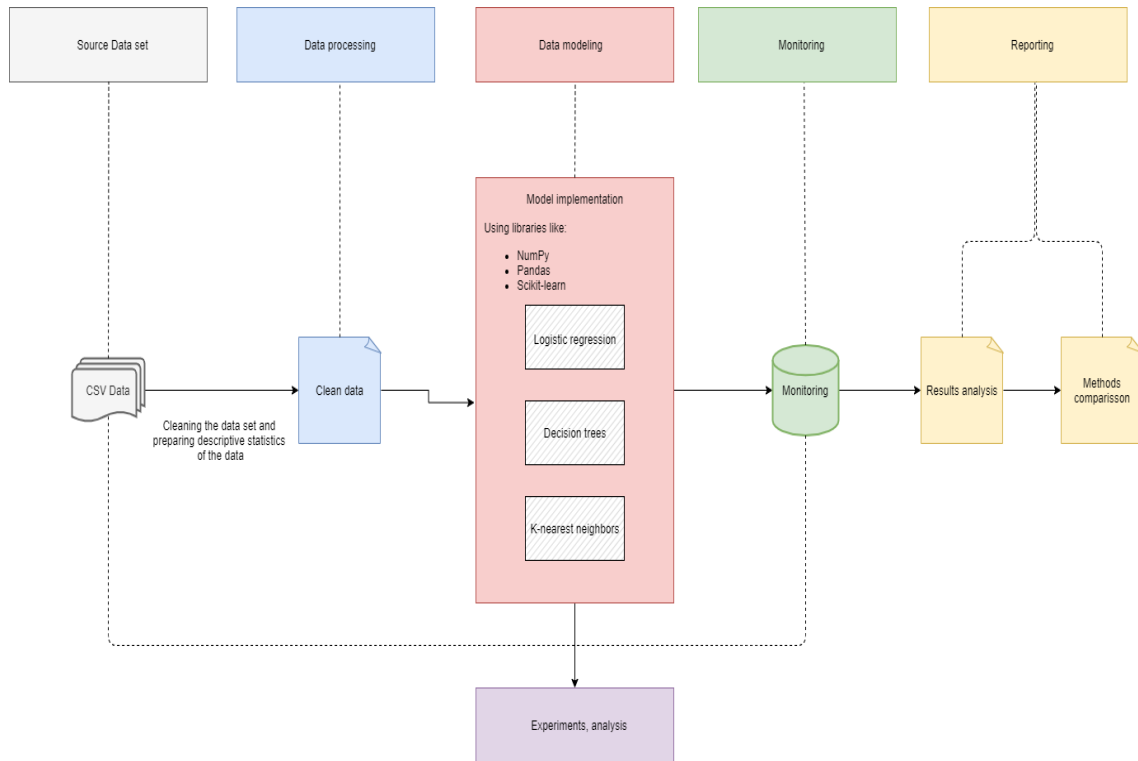 Source Data set
Data processing
Data modeling
Monitoring
Reporting
Model implementation
Using libraries like:
NumPy
Pandas
Scikit-learn
Logistic regression
Decision trees
K-nearest neighbors
CSV Data
Cleaning the data set and
preparing descriptive statistics
of the data
Clean data
Monitoring
Results analysis
Methods
comparisson
Experiments, analysis